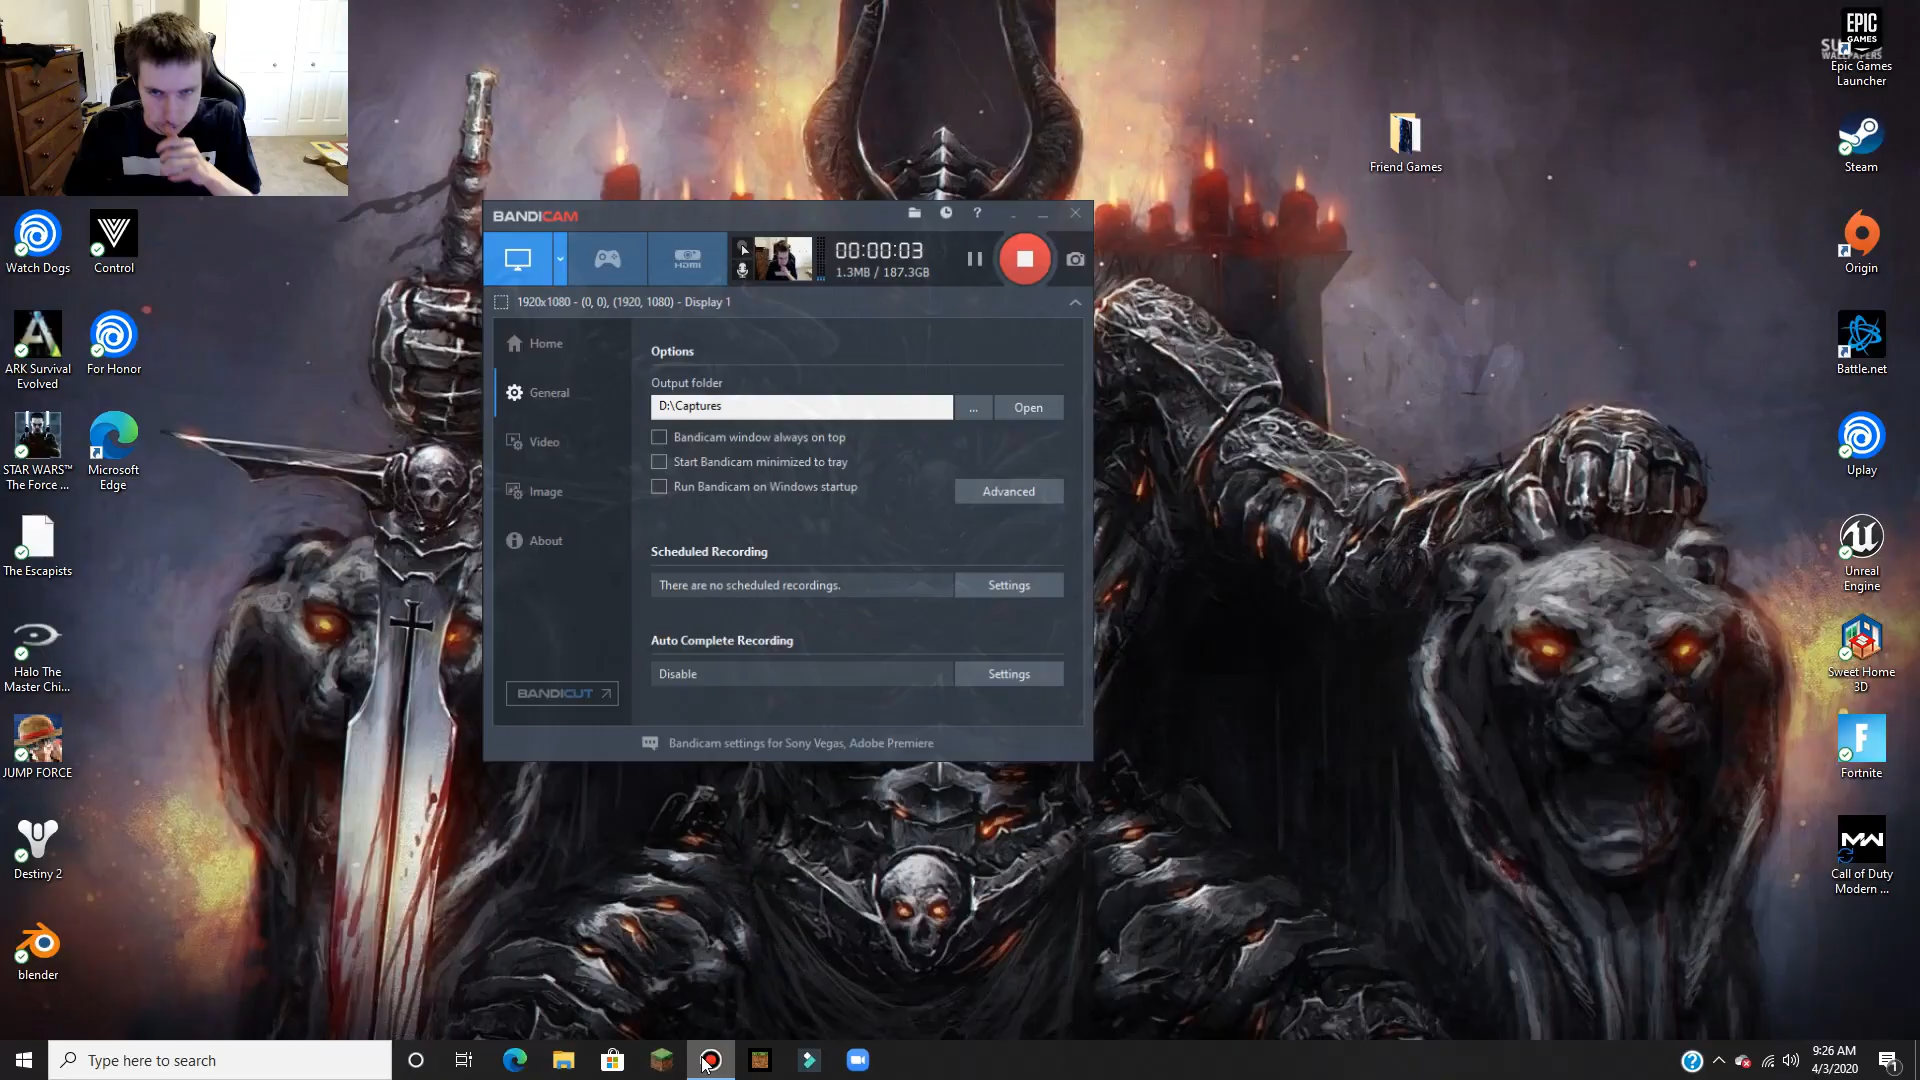 EPIC
GAMES
Epic Games
Launcher
WALLPAPERS
Friend Games
Steam
Watch Dogs
Control
Origin
ARK Survival
Evolved
For Honor
Battle.net
STAR WARS™
The Force ...
Microsoft
Edge
Uplay
The Escapists
Unreal
Engine
Halo The
Master Chi...
Sweet Home
3D
JUMP FORCE
Fortnite
Destiny 2
MW
Call of Duty
Modern ...
blender
BANDICAM
?
HDMI
00:00:03
1.3MB / 187.3GB
1920x1080 - (0, 0), (1920, 1080) - Display 1
Home
General
Video
Image
About
BANDICUT
Options
Output folder
D:\Captures
...
Open
Bandicam window always on top
Start Bandicam minimized to tray
Run Bandicam on Windows startup
Advanced
Scheduled Recording
There are no scheduled recordings.
Settings
Auto Complete Recording
Disable
Settings
Bandicam settings for Sony Vegas, Adobe Premiere
Type here to search
9:26 AM
4/3/2020
1